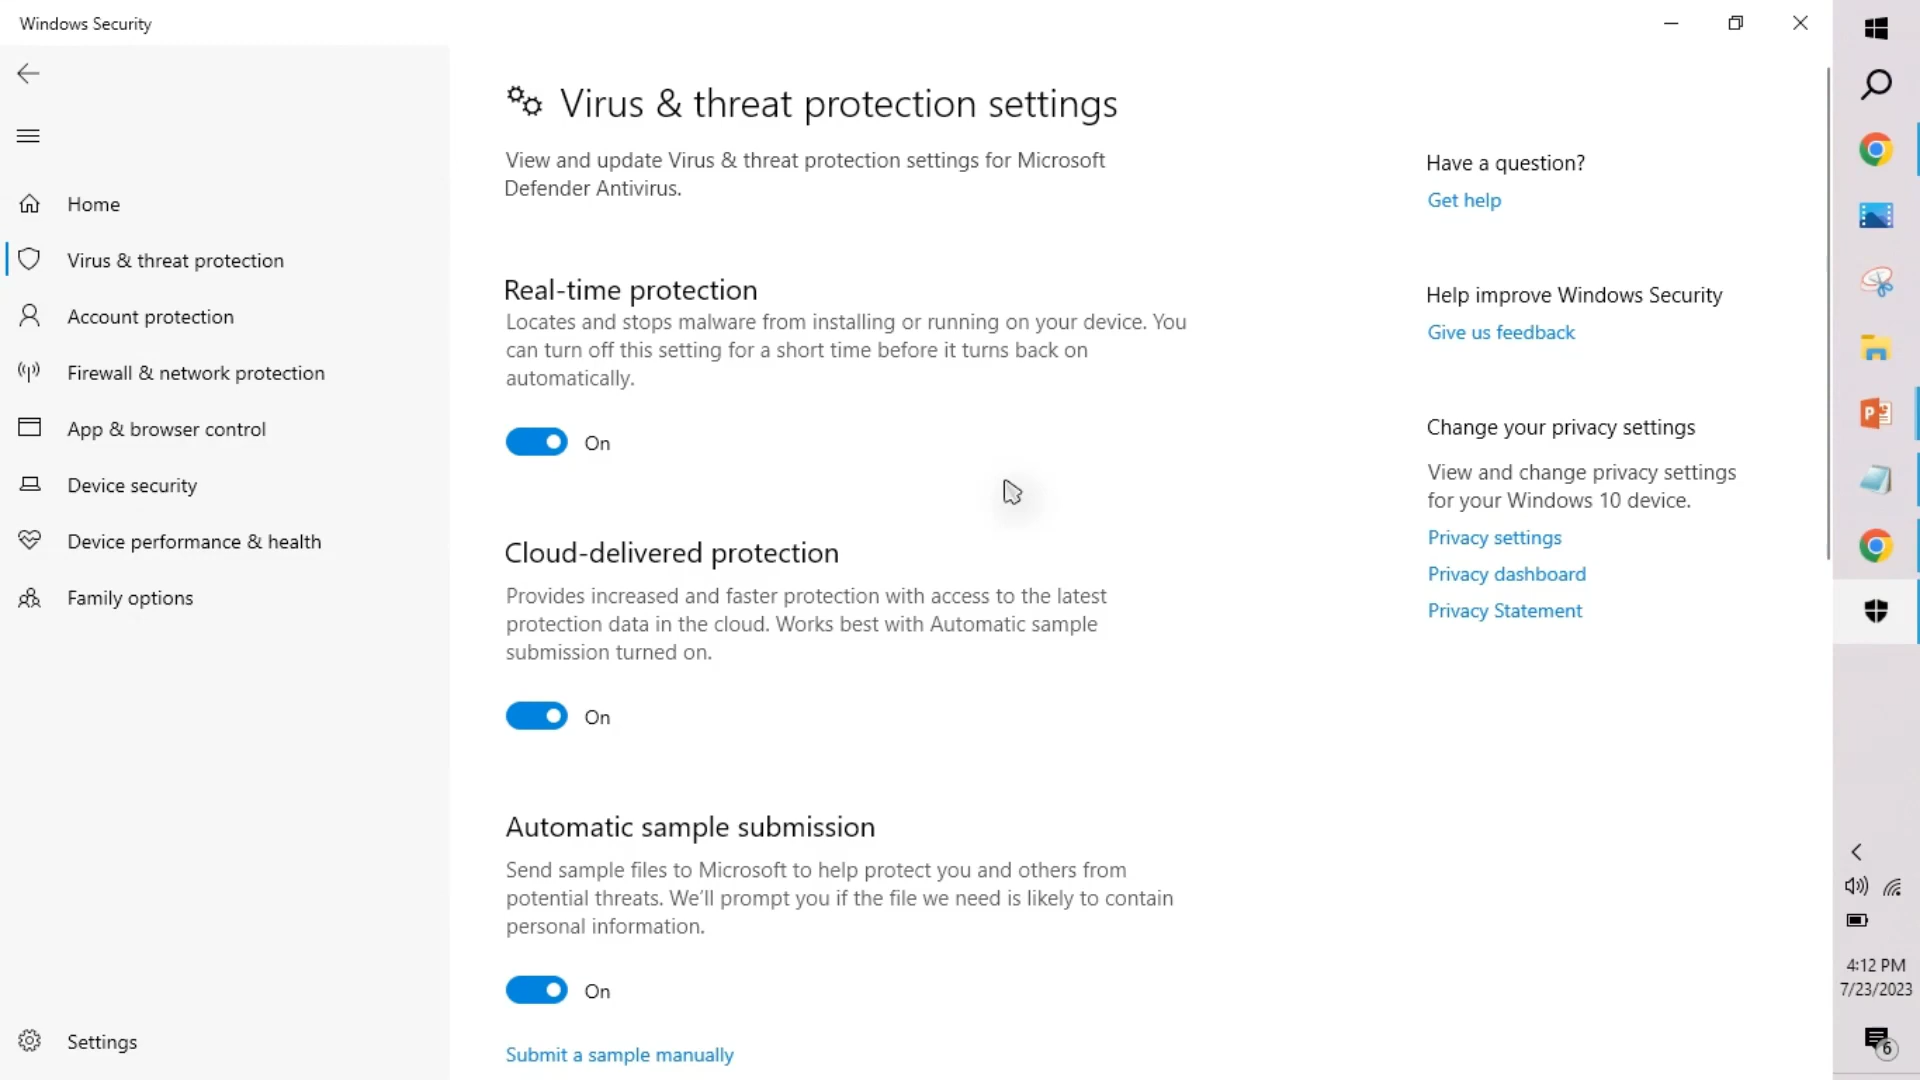 Windows Security
Home
Virus & threat protection
Account protection
Firewall & network protection
App & browser control
Device security
Device performance & health
Family options
Settings
Virus & threat protection settings
View and update Virus & threat protection settings for Microsoft
Defender Antivirus.
Real-time protection
Locates and stops malware from installing or running on your device. You
can turn off this setting for a short time before it turns back on
automatically.
On
Cloud-delivered protection
Provides increased and faster protection with access to the latest
protection data in the cloud. Works best with Automatic sample
submission turned on.
On
Automatic sample submission
Send sample files to Microsoft to help protect you and others from
potential threats. We’ll prompt you if the file we need is likely to contain
personal information.
On
Submit a sample manually
Have a question?
Get help
Help improve Windows Security
Give us feedback
Change your privacy settings
View and change privacy settings
for your Windows 10 device.
Privacy settings
Privacy dashboard
Privacy Statement
P
4:12 PM
7/23/2023
6